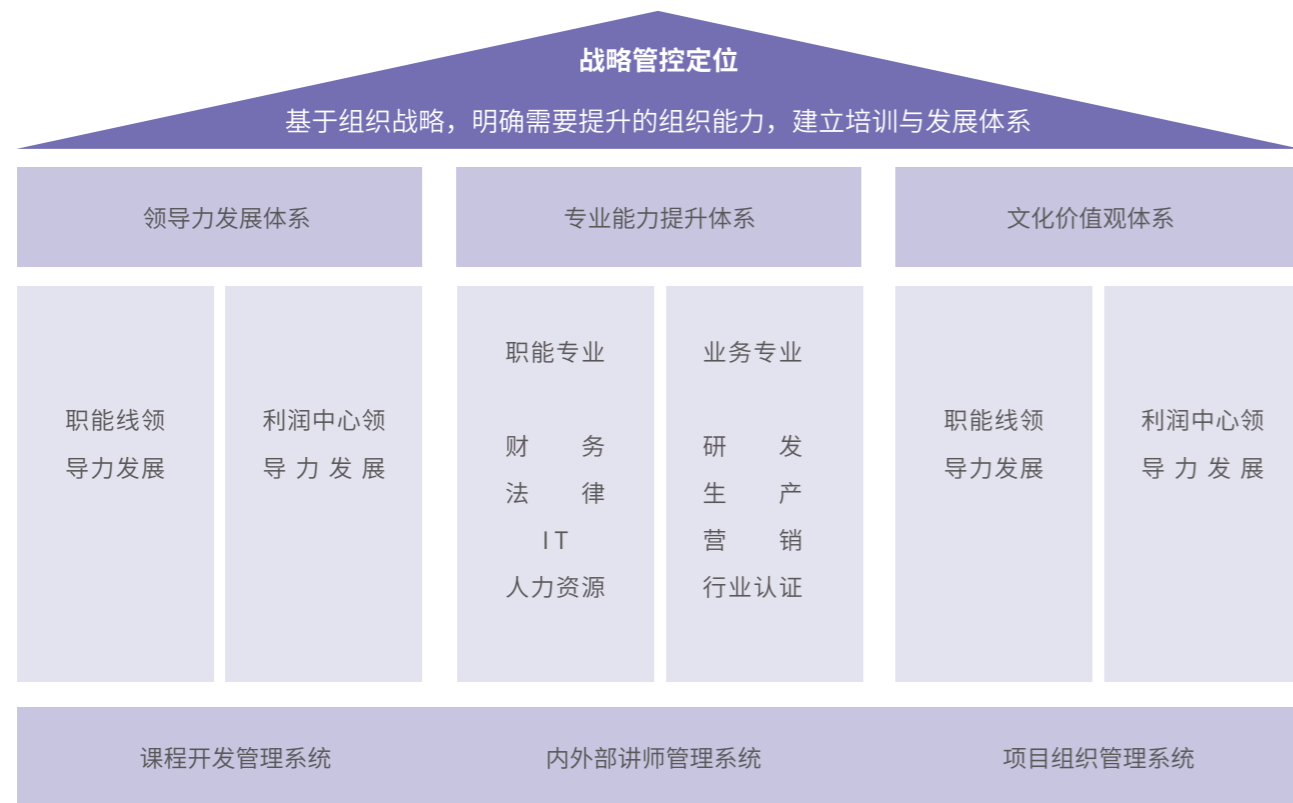 战略管控定位
基于组织战略，明确需要提升的组织能力，建立培训与发展体系
领导力发展体系
专业能力提升体系
文化价值观体系
职能线领
导力发展
利润中心领
导力发展
职能专业
财务
法律
IT
人力资源
业务专业
研发
生产
营销
行业认证
职能线领
导力发展
利润中心领
导力发展
课程开发管理系统
内外部讲师管理系统
项目组织管理系统